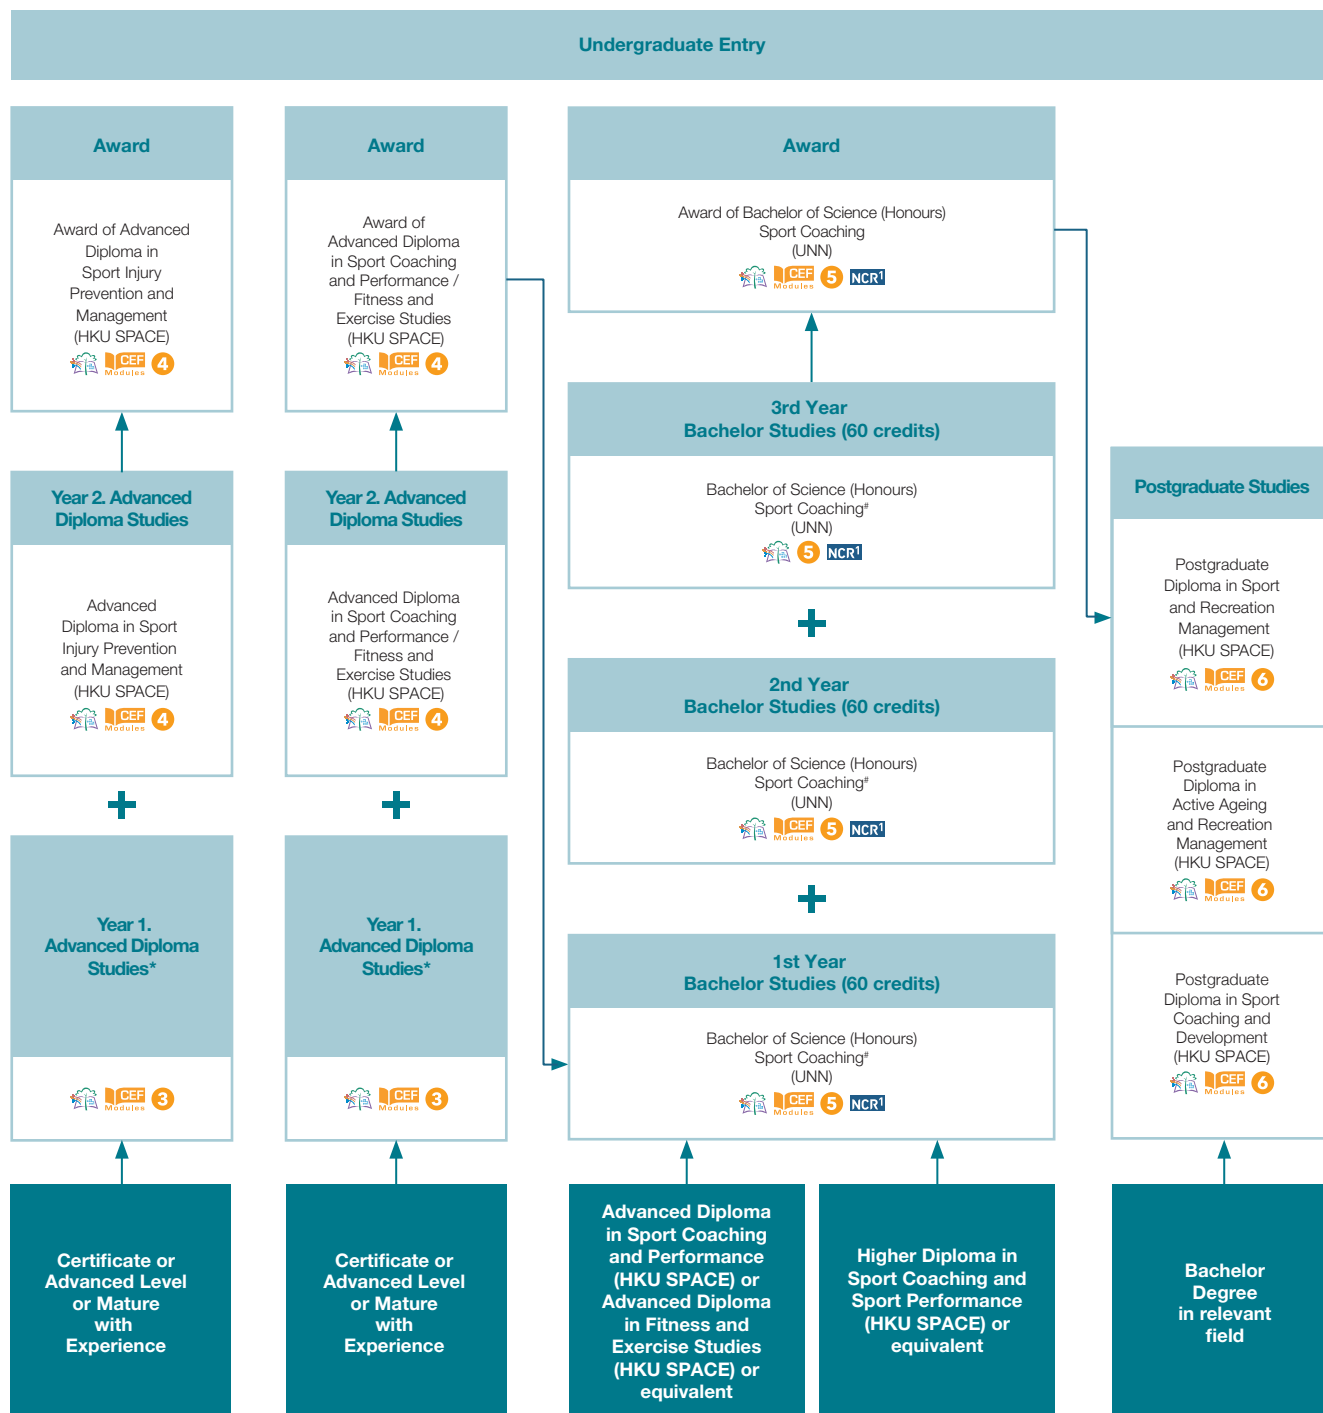 Undergraduate Entry
Award
Award of Advanced
Diploma in
Sport Injury
Prevention and
Management
(HKU SPACE)
CEF
Modules
4
Year 2. Advanced
Diploma Studies
Advanced
Diploma in Sport
Injury Prevention
and Management
(HKU SPACE)
CEF
Modules
4
Year 1.
Advanced Diploma
Studies*
CEF
Modules
3
Certificate or
Advanced Level
or Mature
with
Experience
Award
Award of
Advanced Diploma
in Sport Coaching
and Performance /
Fitness and
Exercise Studies
(HKU SPACE)
CEF
Modules
4
Year 2. Advanced
Diploma Studies
Advanced Diploma
in Sport Coaching
and Performance /
Fitness and
Exercise Studies
(HKU SPACE)
CEF
Modules
4
Year 1.
Advanced Diploma
Studies*
CEF
Modules
3
Certificate or
Advanced Level
or Mature
with
Experience
Award
Award of Bachelor of Science (Honours)
Sport Coaching
(UNN)
CEF
Modules
5 NCR1
3rd Year
Bachelor Studies (60 credits)
Bachelor of Science (Honours)
Sport Coaching#
(UNN)
5 NCR1
2nd Year
Bachelor Studies (60 credits)
Bachelor of Science (Honours)
Sport Coaching#
(UNN)
CEF
Modules
5 NCR1
1st Year
Bachelor Studies (60 credits)
Bachelor of Science (Honours)
Sport Coaching#
(UNN)
CEF
Modules
5 NCR1
Advanced Diploma
in Sport Coaching
and Performance
(HKU SPACE) or
Advanced Diploma
in Fitness and
Exercise Studies
(HKU SPACE) or
equivalent
Higher Diploma in
Sport Coaching and
Sport Performance
(HKU SPACE) or
equivalent
Postgraduate Studies
Postgraduate
Diploma in Sport
and Recreation
Management
(HKU SPACE)
CEF
Modules
6
Postgraduate
Diploma in
Active Ageing
and Recreation
Management
(HKU SPACE)
CEF
Modules
6
Postgraduate
Diploma in Sport
Coaching and
Development
(HKU SPACE)
CEF
Modules
6
Bachelor
Degree
in relevant
field